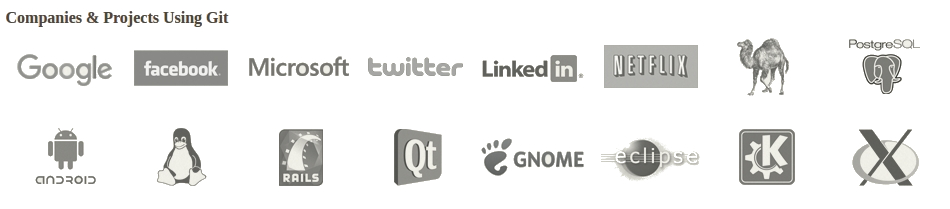 Companies & Projects Using Git
Google facebook. Microsoft twitter Linked in. NETFLIX PostgreSQL
ANDROID RAILS Qt GNOME eclipse K X